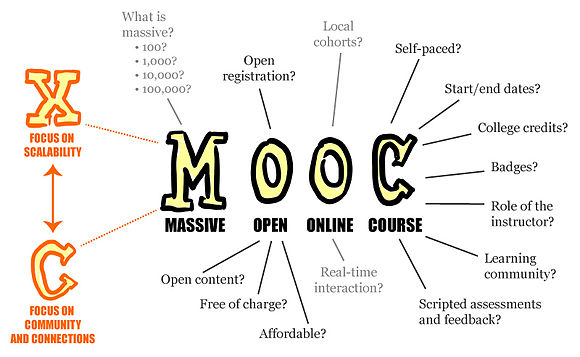 What is
massive?
• 100?
• 1,000?
• 10,000?
• 100,000?
Open
registration?
Local
cohorts?
Self-paced?
Start/end dates?
College credits?
Badges?
Role of the
instructor?
Learning
community?
Scripted assessments
and feedback?
X
FOCUS ON
SCALABILITY
C
FOCUS ON
COMMUNITY
AND CONNECTIONS
MOOC
MASSIVE OPEN ONLINE COURSE
Open content?
Free of charge?
Affordable?
Real-time
interaction?